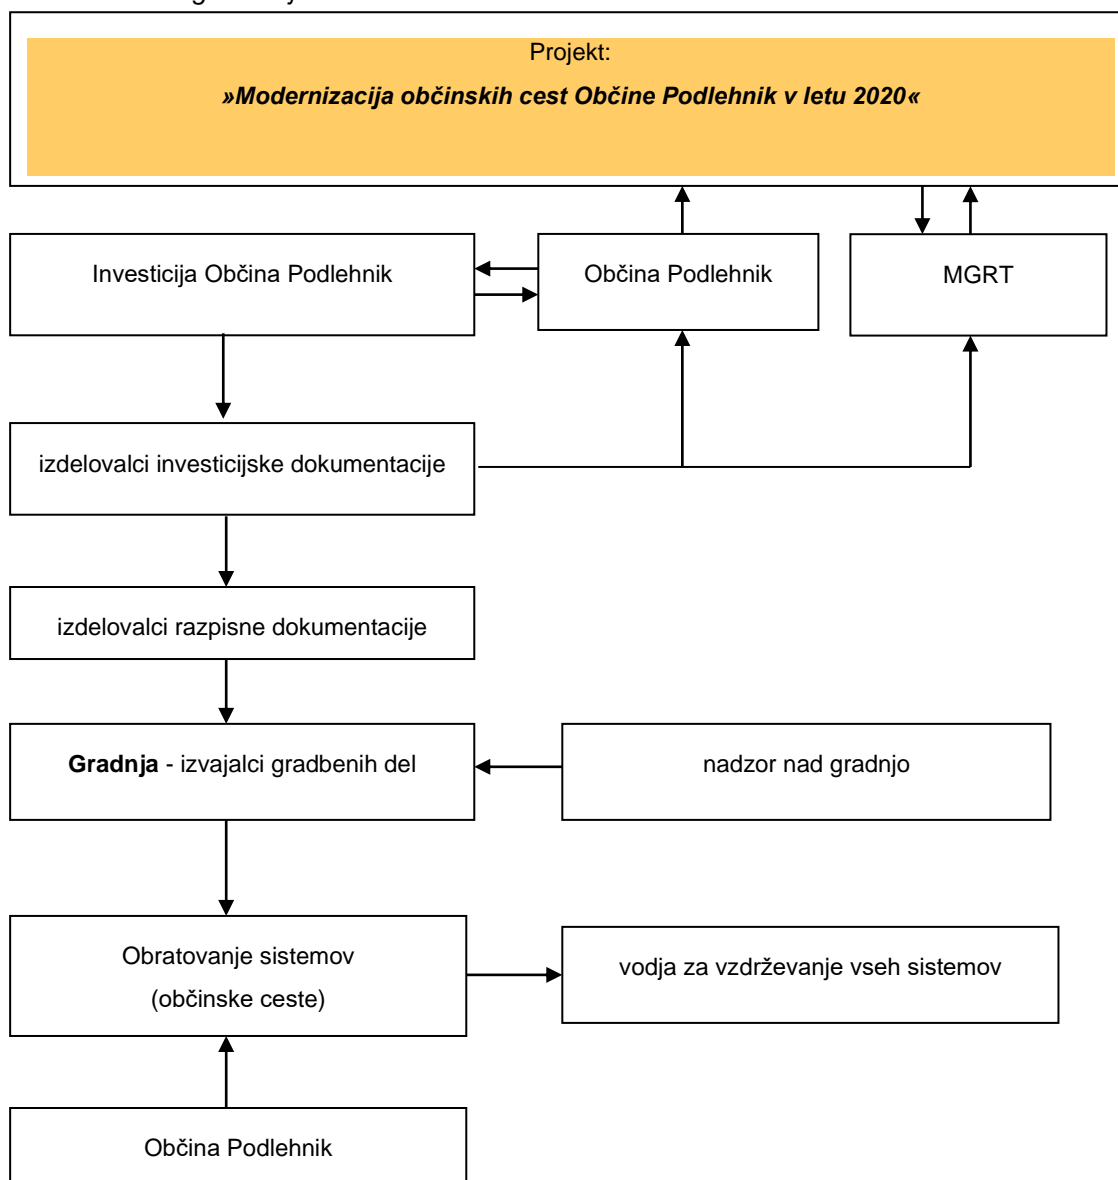 Projekt:
»Modernizacija občinskih cest Občine Podlehnik v letu 2020«
Investicija Občina Podlehnik
Občina Podlehnik
MGRT
izdelovalci investicijske dokumentacije
izdelovalci razpisne dokumentacije
Gradnja - izvajalci gradbenih del
nadzor nad gradnjo
Obratovanje sistemov
(občinske ceste)
vodja za vzdrževanje vseh sistemov
Občina Podlehnik